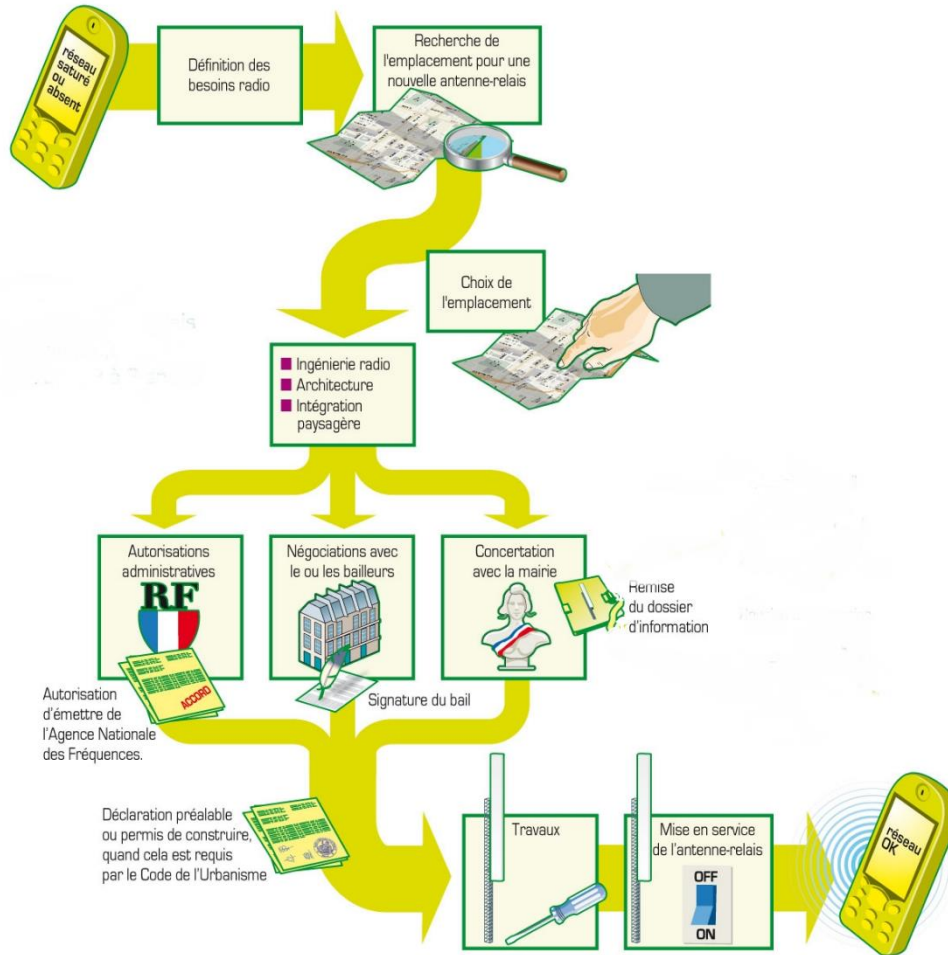 réseau
saturé
ou
absent
Définition des
besoins radio
Recherche de
l'emplacement pour une
nouvelle antenne-relais
Choix de
l'emplacement
Ingénierie radio
Architecture
Intégration
paysagère
Autorisations
administratives
RF
ACCORD
Autorisation
d'émettre de
l'Agence Nationale
des Fréquences.
Négociations avec
le ou les bailleurs
Signature du bail
Concertation
avec la mairie
Remise
du dossier
d'information
Déclaration préalable
ou permis de construire,
quand cela est requis
par le Code de l'Urbanisme
Travaux
Mise en service
de l'antenne-relais
OFF
ON
réseau
OK